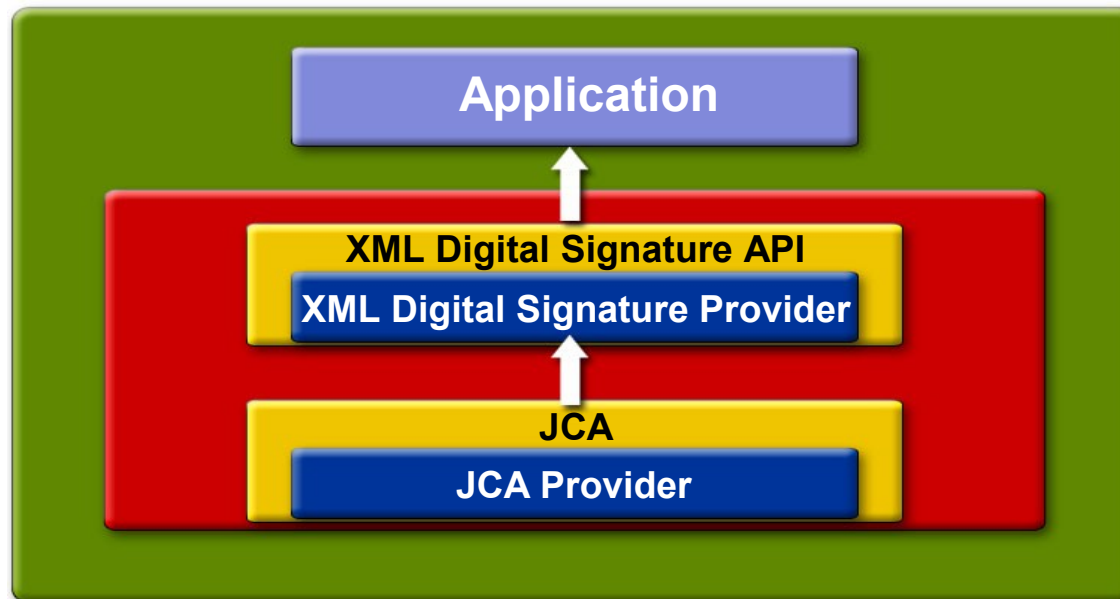 Application
XML Digital Signature API
XML Digital Signature Provider
JCA
JCA Provider